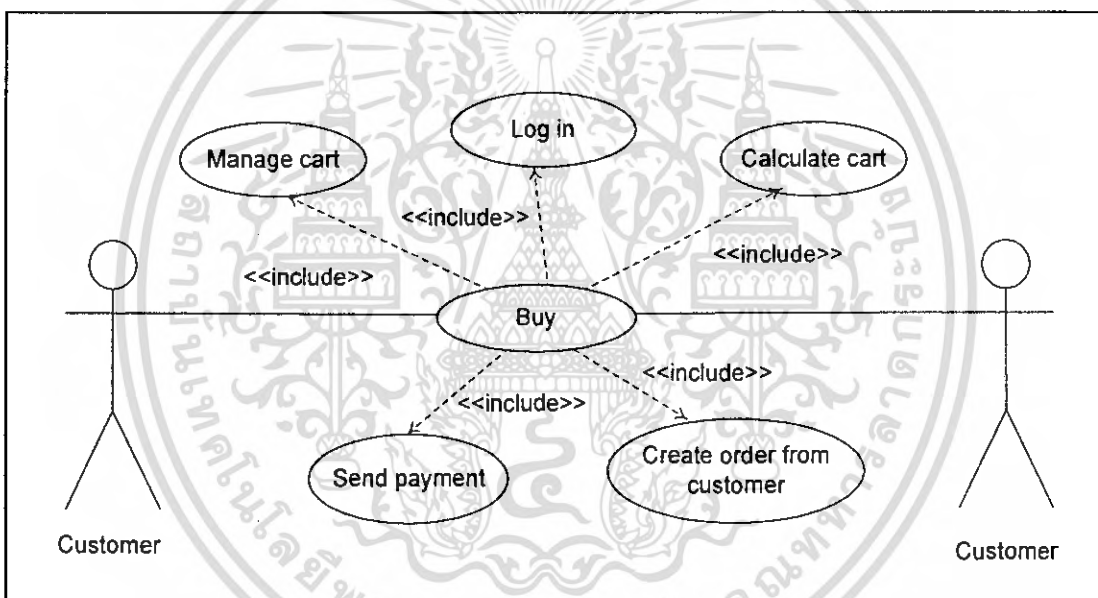 Log in
Manage cart
Calculate cart
<<include>>
<<include>>
<<include>>
Buy
<<include>>
<<include>>
Send payment
Create order from
customer
Customer
Customer